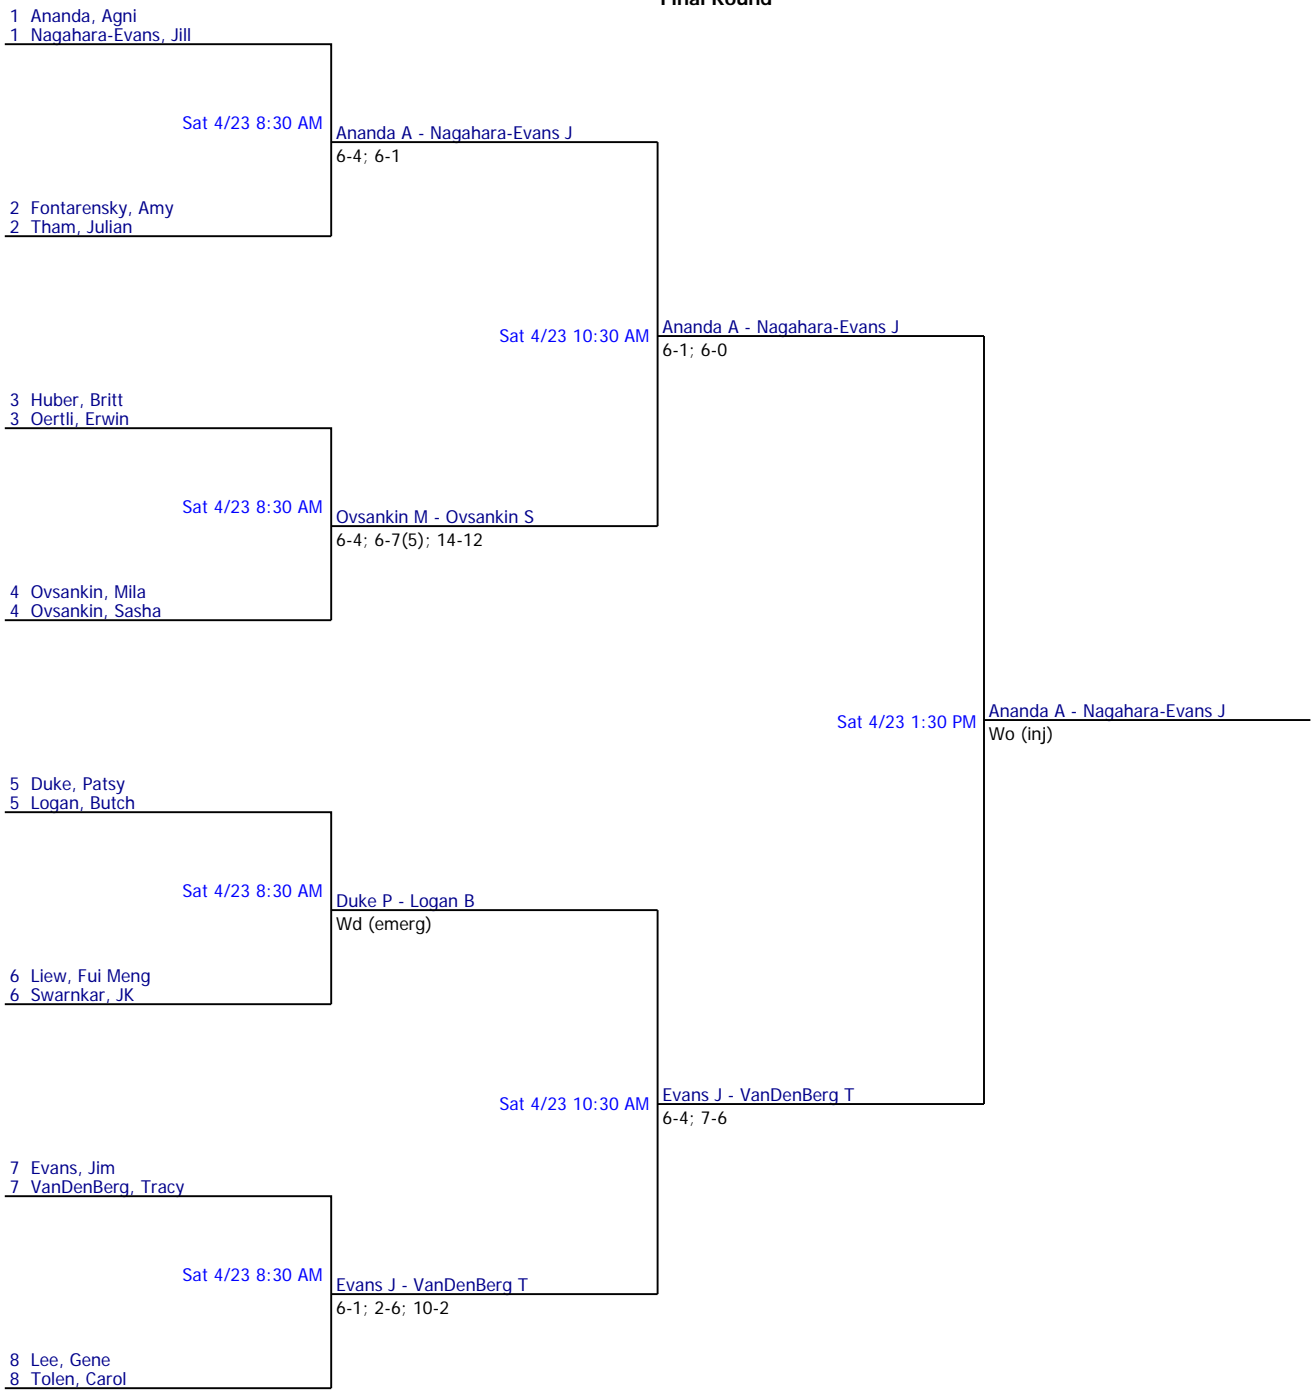 Final Round
1 Ananda, Agni
1 Nagahara-Evans, Jill
Sat 4/23 8:30 AM
Ananda A - Nagahara-Evans J
6-4; 6-1
2 Fontarensky, Amy
2 Tham, Julian
Sat 4/23 10:30 AM
Ananda A - Nagahara-Evans J
6-1; 6-0
3 Huber, Britt
3 Oertli, Erwin
Sat 4/23 8:30 AM
Ovsankin M - Ovsankin S
6-4; 6-7(5); 14-12
4 Ovsankin, Mila
4 Ovsankin, Sasha
Sat 4/23 1:30 PM
Ananda A - Nagahara-Evans J
Wo (inj)
5 Duke, Patsy
5 Logan, Butch
Sat 4/23 8:30 AM
Duke P - Logan B
Wd (emerg)
6 Liew, Fui Meng
6 Swarnkar, JK
Sat 4/23 10:30 AM
Evans J - VanDenBerg T
6-4; 7-6
7 Evans, Jim
7 VanDenBerg, Tracy
Sat 4/23 8:30 AM
Evans J - VanDenBerg T
6-1; 2-6; 10-2
8 Lee, Gene
8 Tolen, Carol